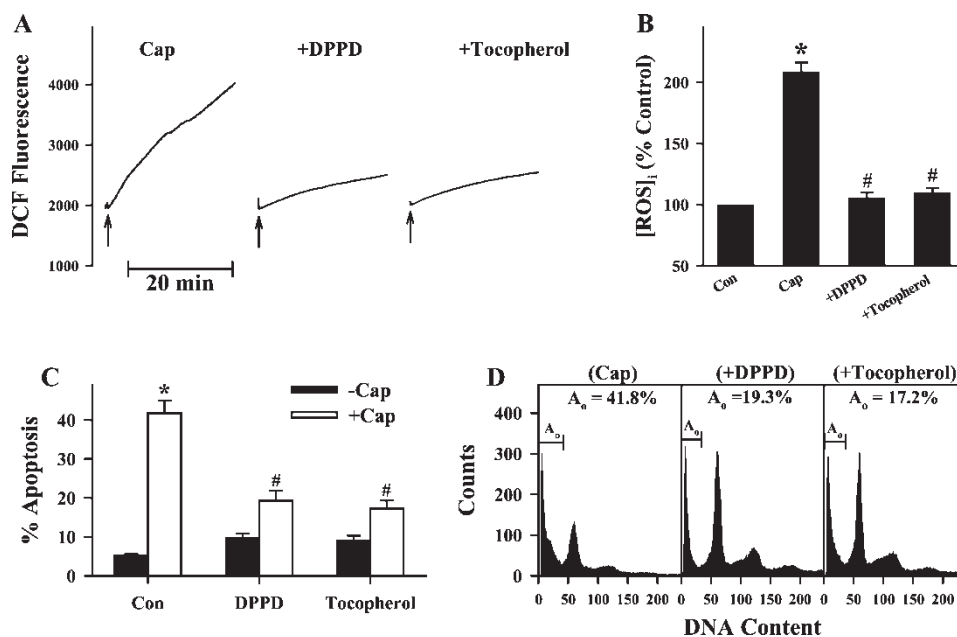 A
Cap
+DPPD
+Tocopherol
DCF Fluorescence
4000
3000
2000
1000
20 min
B
*
#
#
[ROS]i (% Control)
200
150
100
50
Con
Cap
+DPPD
+Tocopherol
C
-Cap
+Cap
*
#
#
% Apoptosis
40
30
20
10
0
Con
DPPD
Tocopherol
D
(Cap)
(+DPPD)
(+Tocopherol)
Ao = 41.8%
Ao =19.3%
Ao = 17.2%
Ao
Ao
Ao
Counts
400
300
200
100
0
0 50 100 150 200
0 50 100 150 200
0 50 100 150 200
DNA Content